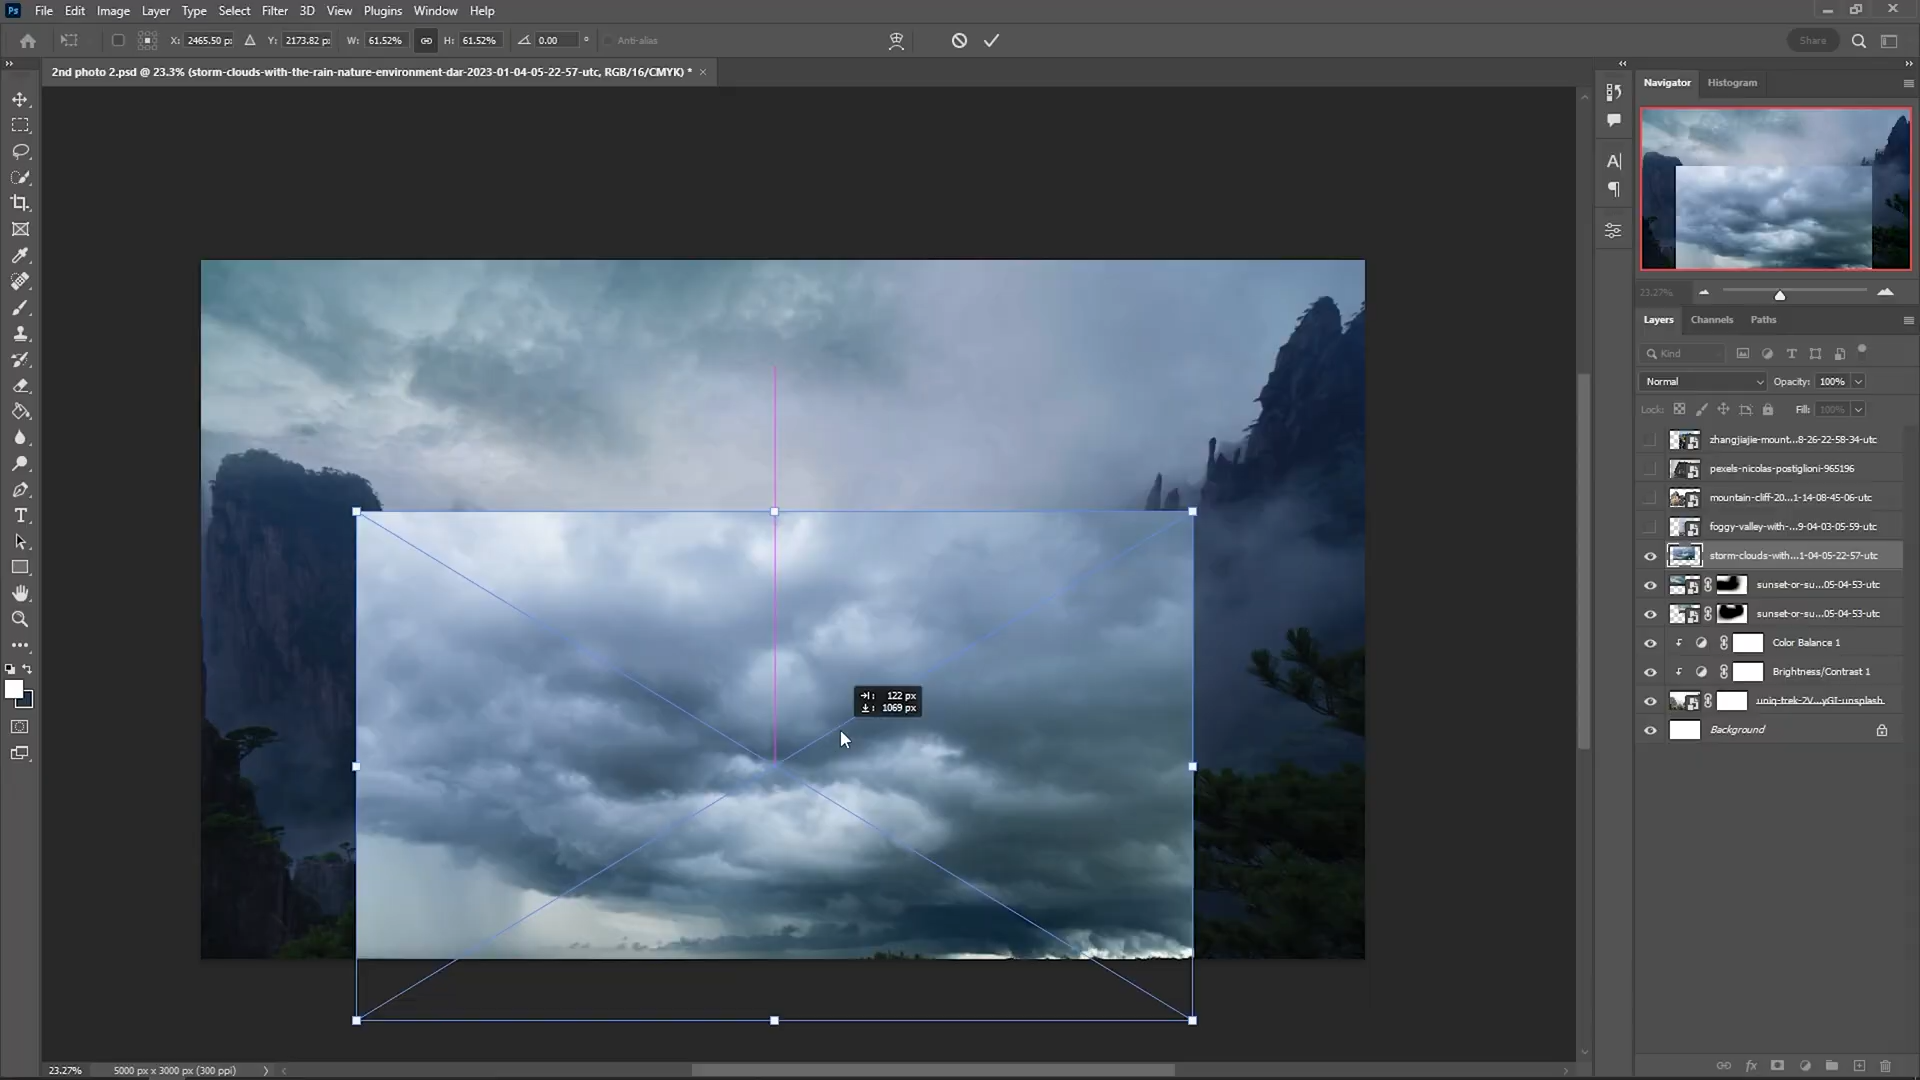 Ps File Edit Image Layer Type Select Filter 3D View Plugins Window Help
X: 2465.50 p: Y: 2173.82 p: W: 61.52% H: 61.52% 0.00 ° Anti-alias Share
2nd photo 2.psd @ 23.3% (storm-clouds-with-the-rain-nature-environment-dar-2023-01-04-05-22-57-utc, RGB/16/CMYK) * ×
Navigator Histogram
23.27%
Layers Channels Paths
Kind
Normal Opacity: 100%
Lock: Fill: 100%
zhangjiajie-mount...8-26-22-58-34-utc
pexels-nicolas-postiglioni-965196
mountain-cliff-20...1-14-08-45-06-utc
foggy-valley-with-...9-04-03-05-59-utc
storm-clouds-with...1-04-05-22-57-utc
sunset-or-su...05-04-53-utc
sunset-or-su...05-04-53-utc
Color Balance 1
Brightness/Contrast 1
uniq-trek-2V...yGI-unsplash
Background
122 px
1069 px
23.27% 5000 px x 3000 px (300 ppi)